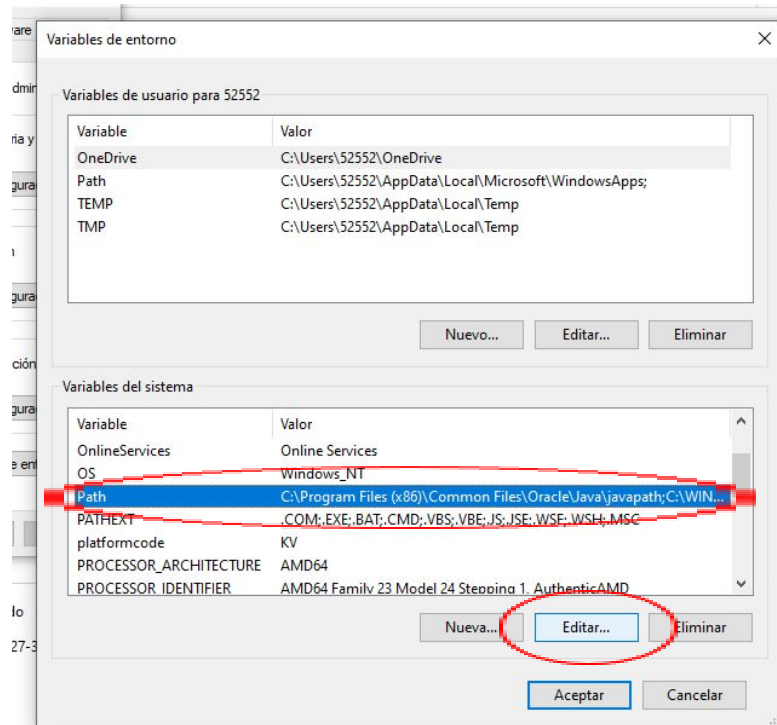 Variables de entorno
Variables de usuario para 52552
Variable Valor
OneDrive C:\Users\52552\OneDrive
Path C:\Users\52552\AppData\Local\Microsoft\WindowsApps;
TEMP C:\Users\52552\AppData\Local\Temp
TMP C:\Users\52552\AppData\Local\Temp
Nuevo... Editar... Eliminar
Variables del sistema
Variable Valor
OnlineServices Online Services
OS Windows_NT
Path C:\Program Files (x86)\Common Files\Oracle\Java\javapath;C:\WIN...
PATHEXT .COM;.EXE;.BAT;.CMD;.VBS;.VBE;.JS;.JSE;.WSF;.WSH;.MSC
platformcode KV
PROCESSOR_ARCHITECTURE AMD64
PROCESSOR_IDENTIFIER AMD64 Family 23 Model 24 Stepping 1, AuthenticAMD
Nueva... Editar... Eliminar
Aceptar Cancelar